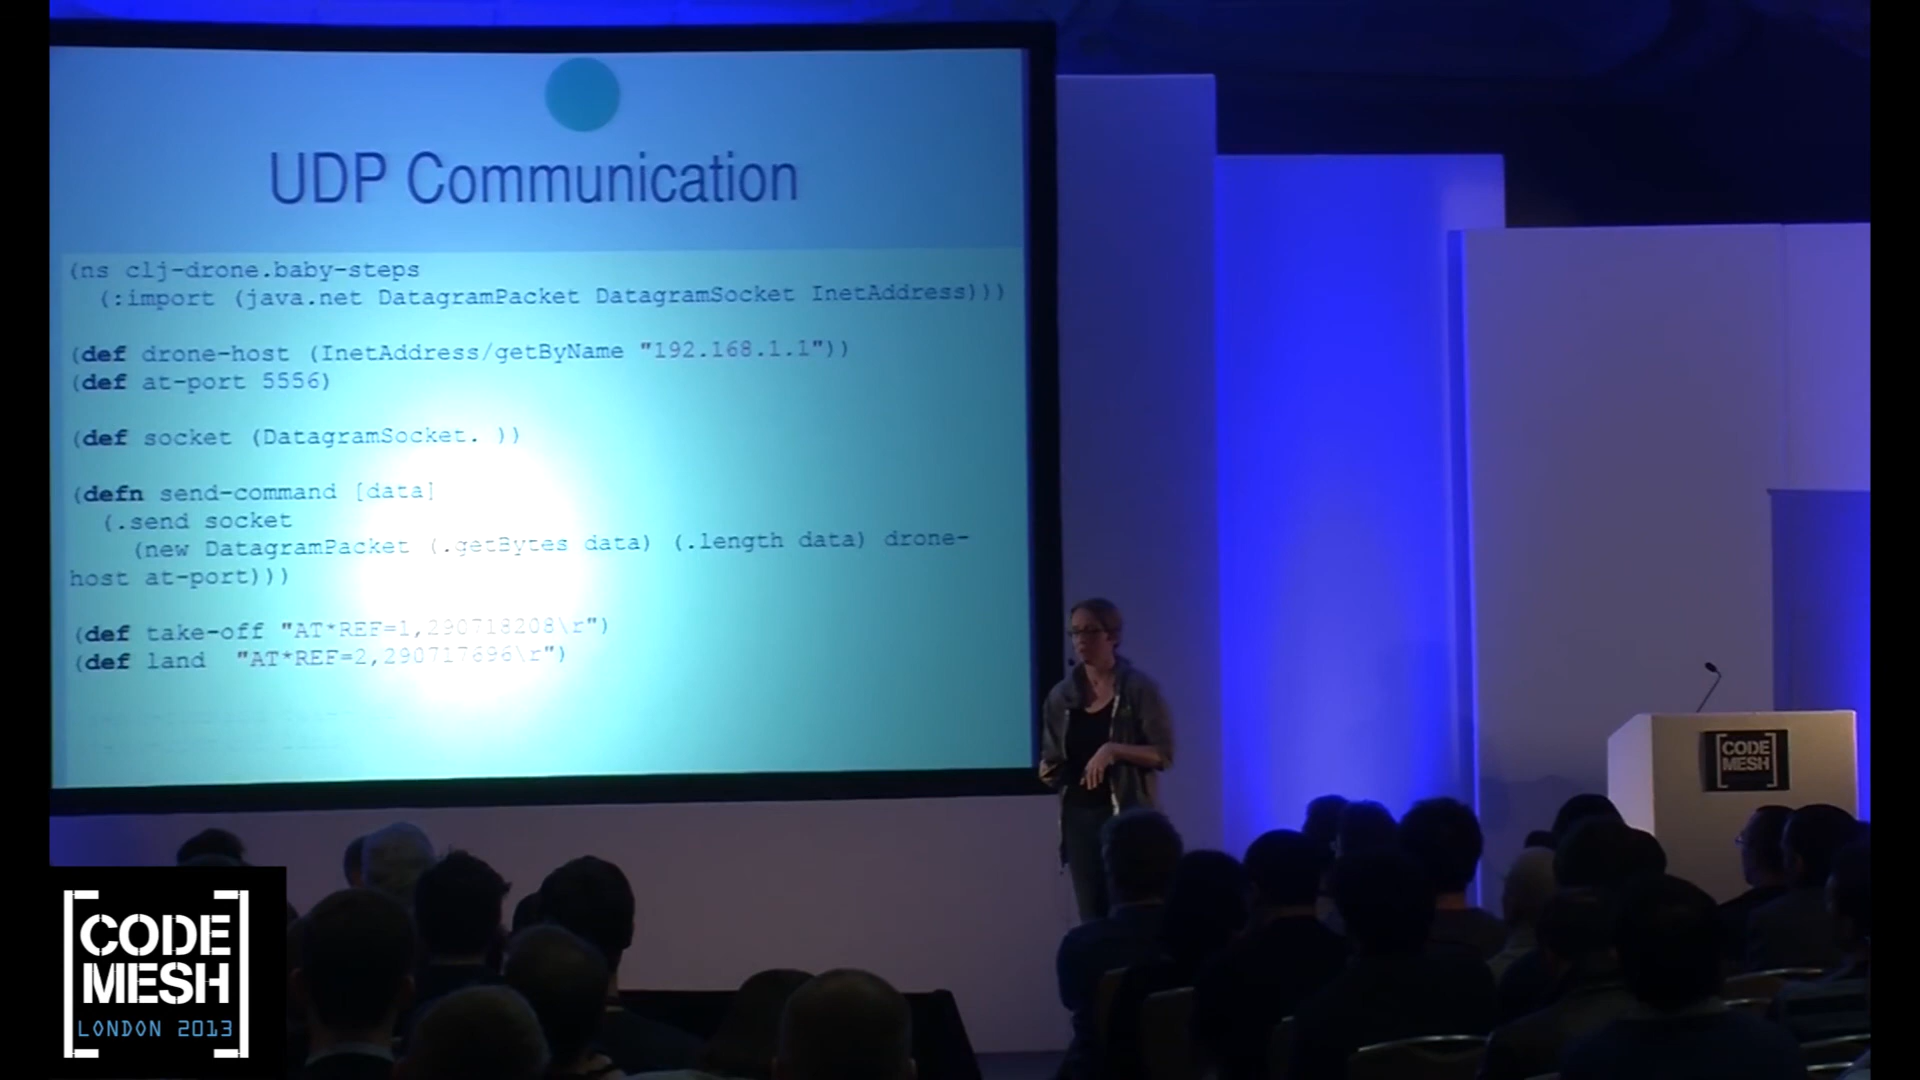 UDP Communication
(ns clj-drone.baby-steps
(:import (java.net DatagramPacket DatagramSocket InetAddress)))
(def drone-host (InetAddress/getByName "192.168.1.1"))
(def at-port 5556)
(def socket (DatagramSocket. ))
(defn send-command [data]
(.send socket
(new DatagramPacket (.getBytes data) (.length data) drone-
host at-port)))
(def take-off "AT*REF=1,290718208\r")
(def land "AT*REF=2,290717696\r")
CODE
MESH
CODE
MESH
LONDON 2013